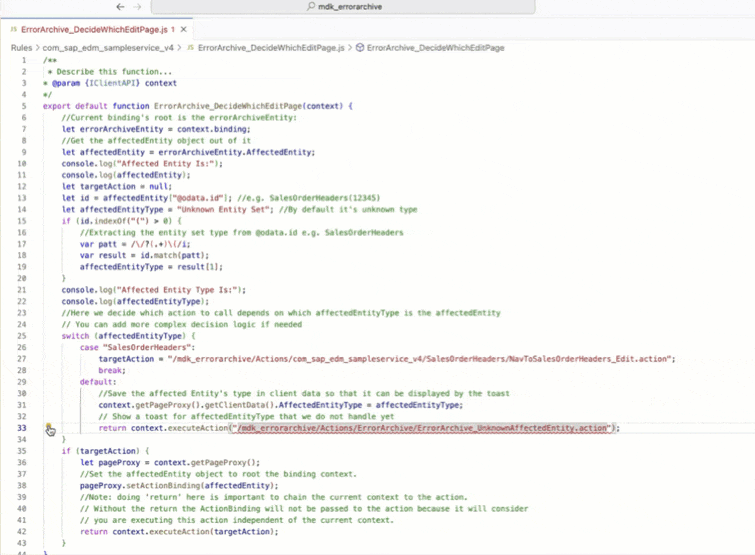 mdk_errorarchive
JS ErrorArchive_DecideWhichEditPage.js 1 ×
Rules > com_sap_edm_sampleservice_v4 > JS ErrorArchive_DecideWhichEditPage.js > ErrorArchive_DecideWhichEditPage
1 /**
2 * Describe this function...
3 * @param {IClientAPI} context
4 */
5 export default function ErrorArchive_DecideWhichEditPage(context) {
6 //Current binding's root is the errorArchiveEntity:
7 let errorArchiveEntity = context.binding;
8 //Get the affectedEntity object out of it
9 let affectedEntity = errorArchiveEntity.AffectedEntity;
10 console.log("Affected Entity Is:");
11 console.log(affectedEntity);
12 let targetAction = null;
13 let id = affectedEntity["@odata.id"]; //e.g. SalesOrderHeaders(12345)
14 let affectedEntityType = "Unknown Entity Set"; //By default it's unknown type
15 if (id.indexOf("(") > 0) {
16 //Extracting the entity set type from @odata.id e.g. SalesOrderHeaders
17 var patt = /\/?(.+)\(/i;
18 var result = id.match(patt);
19 affectedEntityType = result[1];
20 }
21 console.log("Affected Entity Type Is:");
22 console.log(affectedEntityType);
23 //Here we decide which action to call depends on which affectedEntityType is the affectedEntity
24 // You can add more complex decision logic if needed
25 switch (affectedEntityType) {
26 case "SalesOrderHeaders":
27 targetAction = "/mdk_errorarchive/Actions/com_sap_edm_sampleservice_v4/SalesOrderHeaders/NavToSalesOrderHeaders_Edit.action";
28 break;
29 default:
30 //Save the affected Entity's type in client data so that it can be displayed by the toast
31 context.getPageProxy().getClientData().AffectedEntityType = affectedEntityType;
32 // Show a toast for affectedEntityType that we do not handle yet
33 return context.executeAction("/mdk_errorarchive/Actions/ErrorArchive/ErrorArchive_UnknownAffectedEntity.action");
34 }
35 if (targetAction) {
36 let pageProxy = context.getPageProxy();
37 //Set the affectedEntity object to root the binding context.
38 pageProxy.setActionBinding(affectedEntity);
39 //Note: doing 'return' here is important to chain the current context to the action.
40 // Without the return the ActionBinding will not be passed to the action because it will consider
41 // you are executing this action independent of the current context.
42 return context.executeAction(targetAction);
43 }
44 }